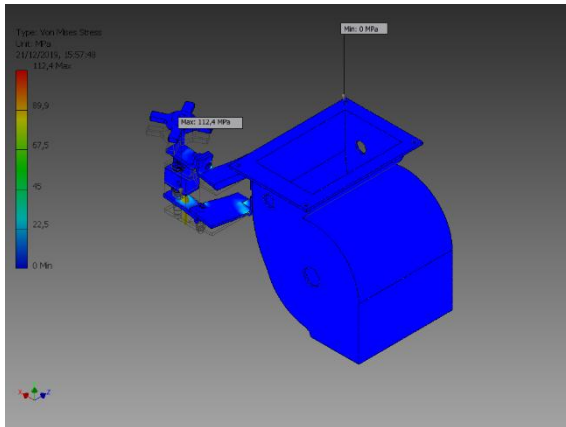 Type: Von Mises Stress
Unit: MPa
21/12/2019, 15:57:48
112,4 Max
89,9
67,5
45
22,5
0 Min
Max: 112,4 MPa
Min: 0 MPa
X
Z